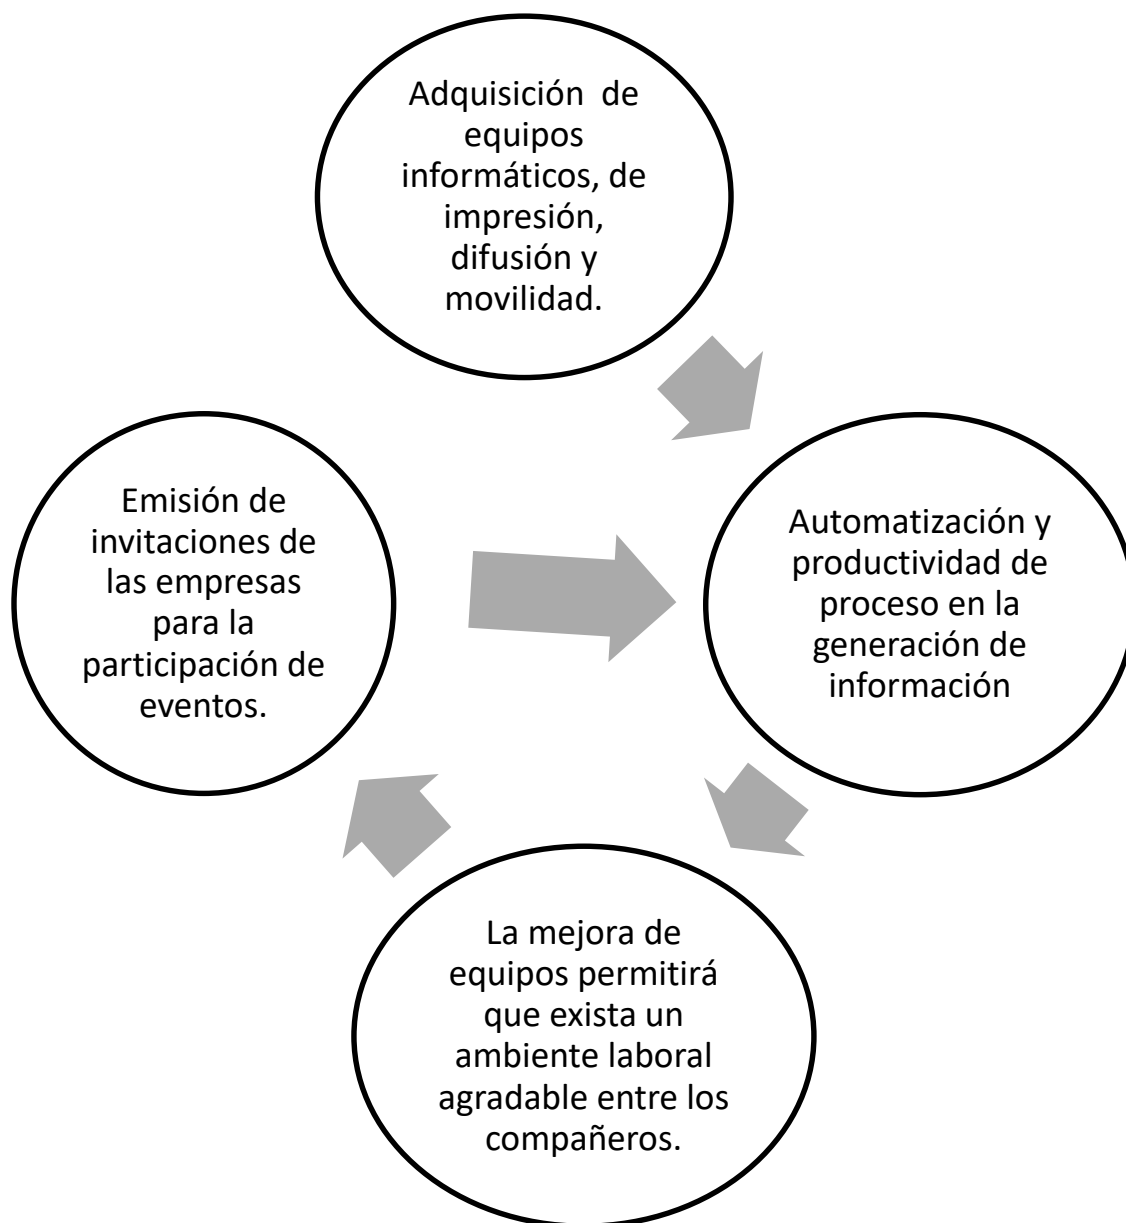 Adquisición  de
equipos
informáticos, de
impresión,
difusión y
movilidad.
Emisión de
invitaciones de
las empresas
para la
participación de
eventos.
Automatización y
productividad de
proceso en la
generación de
información
La mejora de
equipos permitirá
que exista un
ambiente laboral
agradable entre los
compañeros.